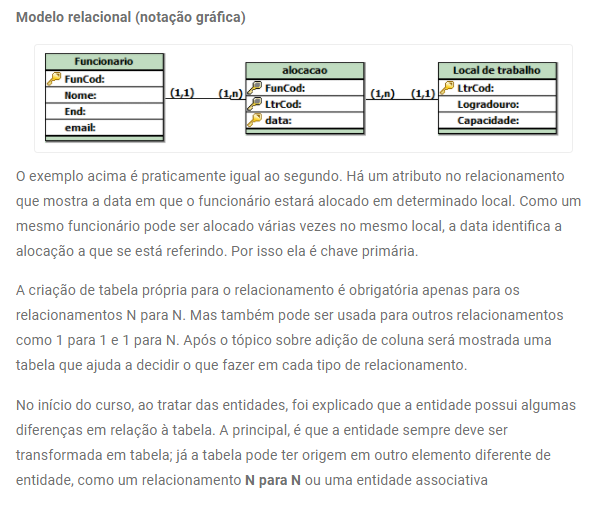 Modelo relacional (notação gráfica)
Funcionario
FunCod:
Nome:
End:
email:
(1,1)
(1,n)
alocacao
FunCod:
LtrCod:
data:
(1,n)
(1,1)
Local de trabalho
LtrCod:
Logradouro:
Capacidade:
O exemplo acima é praticamente igual ao segundo. Há um atributo no relacionamento
que mostra a data em que o funcionário estará alocado em determinado local. Como um
mesmo funcionário pode ser alocado várias vezes no mesmo local, a data identifica a
alocação a que se está referindo. Por isso ela é chave primária.
A criação de tabela própria para o relacionamento é obrigatória apenas para os
relacionamentos N para N. Mas também pode ser usada para outros relacionamentos
como 1 para 1 e 1 para N. Após o tópico sobre adição de coluna será mostrada uma
tabela que ajuda a decidir o que fazer em cada tipo de relacionamento.
No início do curso, ao tratar das entidades, foi explicado que a entidade possui algumas
diferenças em relação à tabela. A principal, é que a entidade sempre deve ser
transformada em tabela; já a tabela pode ter origem em outro elemento diferente de
entidade, como um relacionamento N para N ou uma entidade associativa